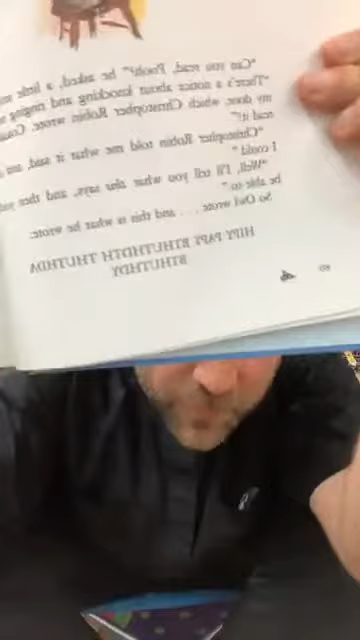 "Can you read, Pooh?" he asked, a little
"There's a notice about knocking and ringing
my door, which Christopher Robin wrote.
read it?"
"Christopher Robin told me what it said, and
I could."
"Well, I'll tell you what this says, and then
be able to."
So Owl wrote . . . and this is what he wrote:
HIPY PAPY BTHUTHDTH THUTHDA
BTHUTHDY